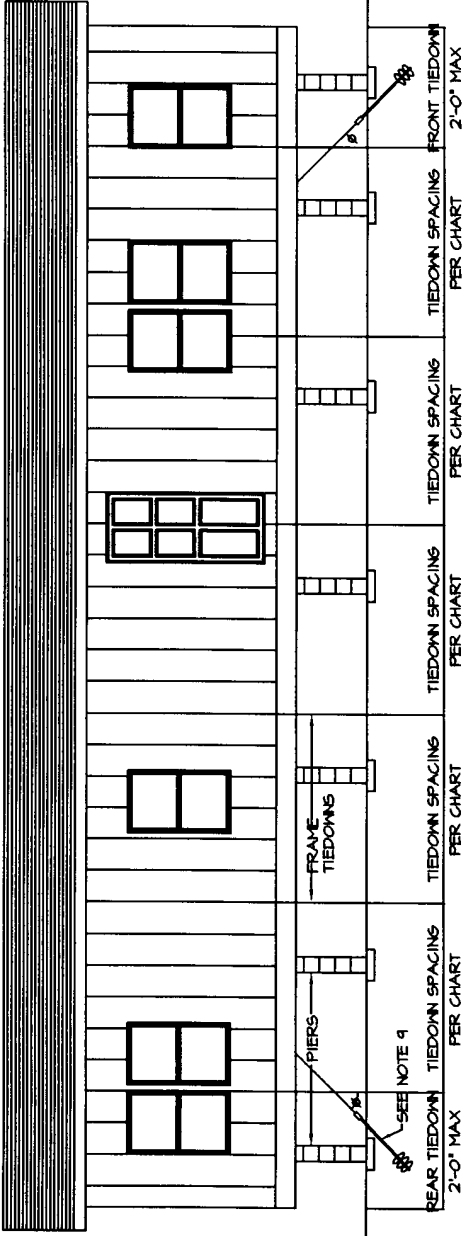 FRAME
TIEDOWNS
PIERS
SEE NOTE 9
REAR TIEDOWN
2'-0" MAX
TIEDOWN SPACING
PER CHART
TIEDOWN SPACING
PER CHART
TIEDOWN SPACING
PER CHART
TIEDOWN SPACING
PER CHART
TIEDOWN SPACING
PER CHART
FRONT TIEDOWN
2'-0" MAX